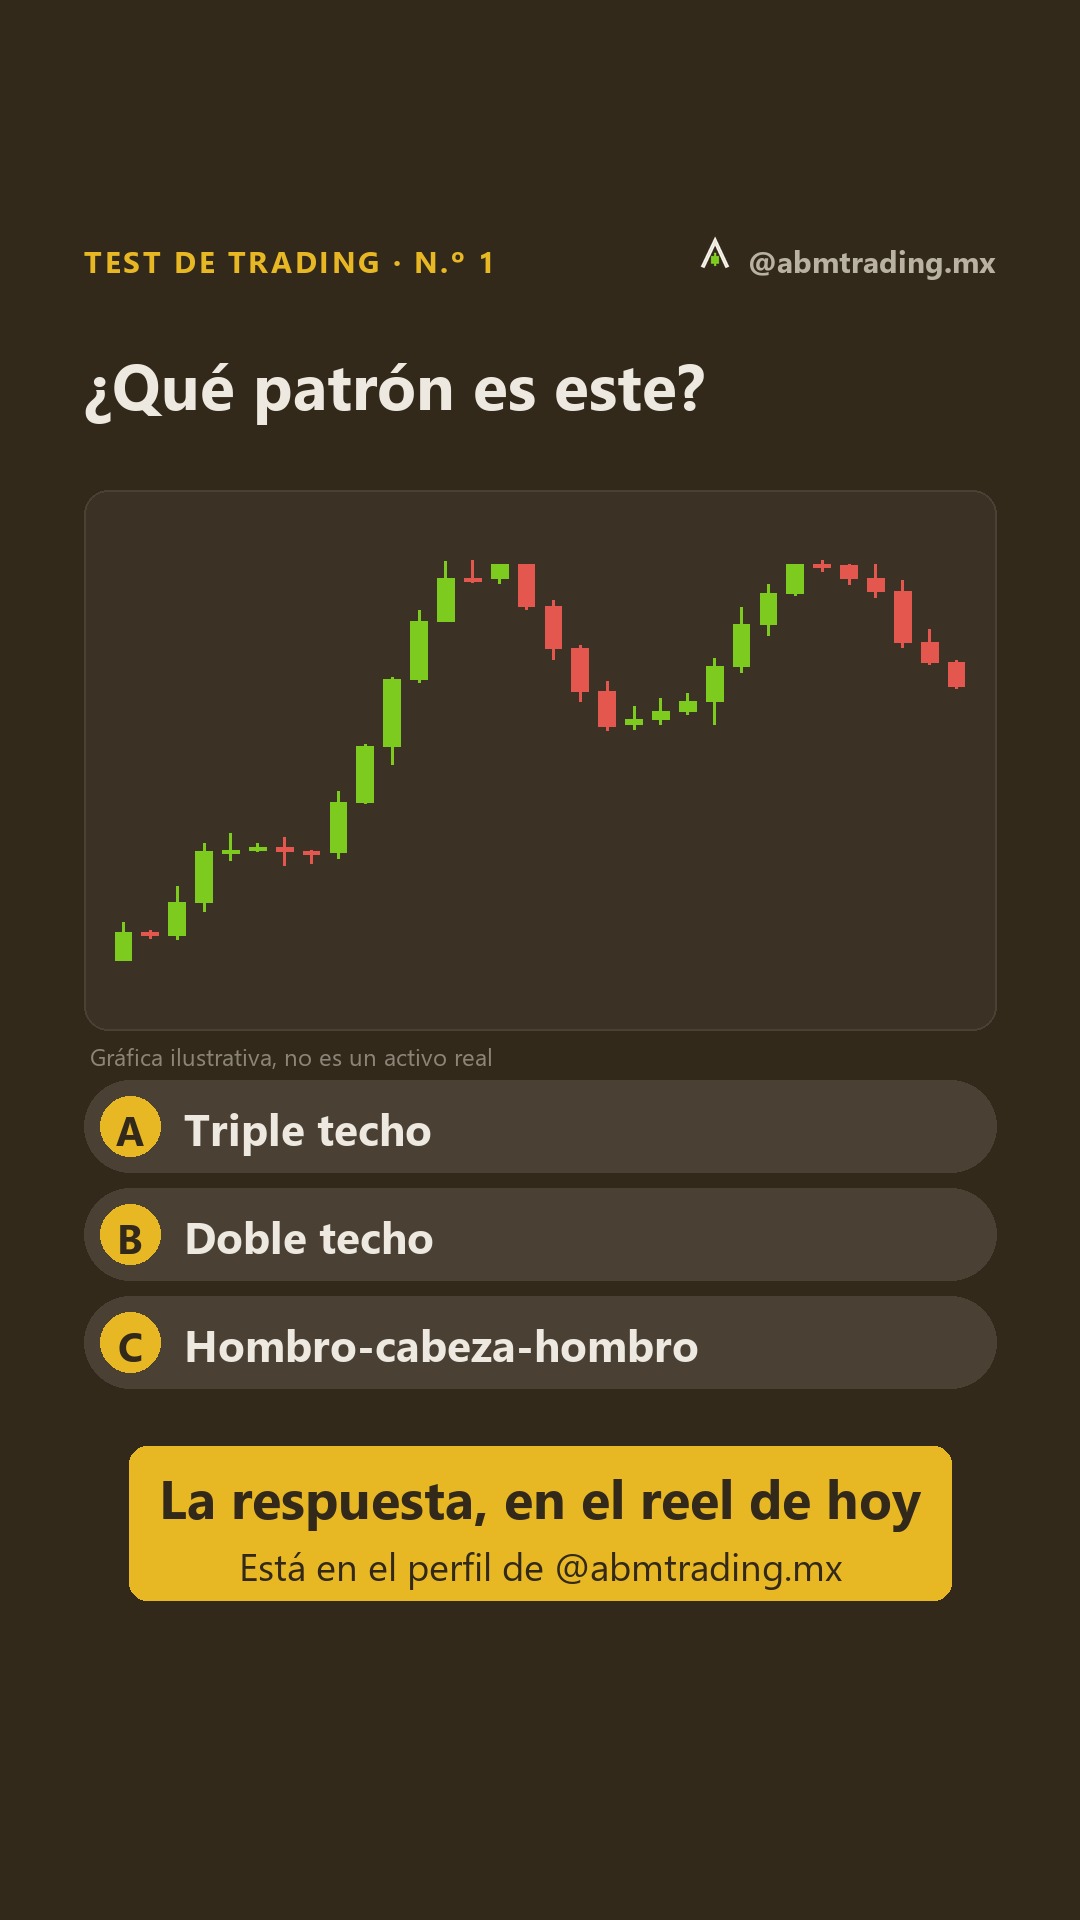 TEST DE TRADING · N.º 1
@abmtrading.mx
¿Qué patrón es este?
Gráfica ilustrativa, no es un activo real
A Triple techo
B Doble techo
C Hombro-cabeza-hombro
La respuesta, en el reel de hoy
Está en el perfil de @abmtrading.mx